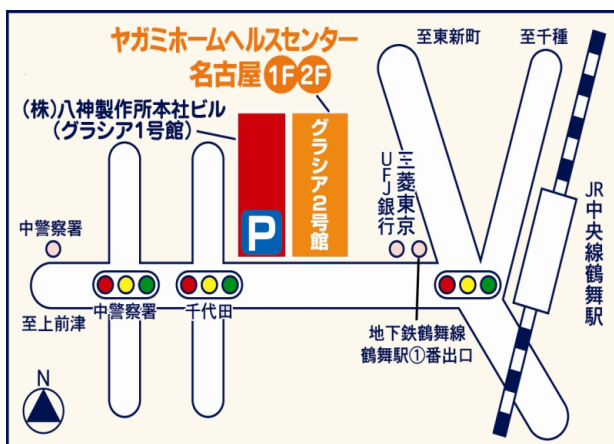 ヤガミホームヘルスセンター
名古屋1F2F
至東新町
至千種
(株)八神製作所本社ビル
(グラシア1号館)
グラシア2号館
P
三菱東京
UFJ銀行
JR中央線鶴舞駅
中警察署
中警察署
千代田
至上前津
地下鉄鶴舞線
鶴舞駅①番出口
N